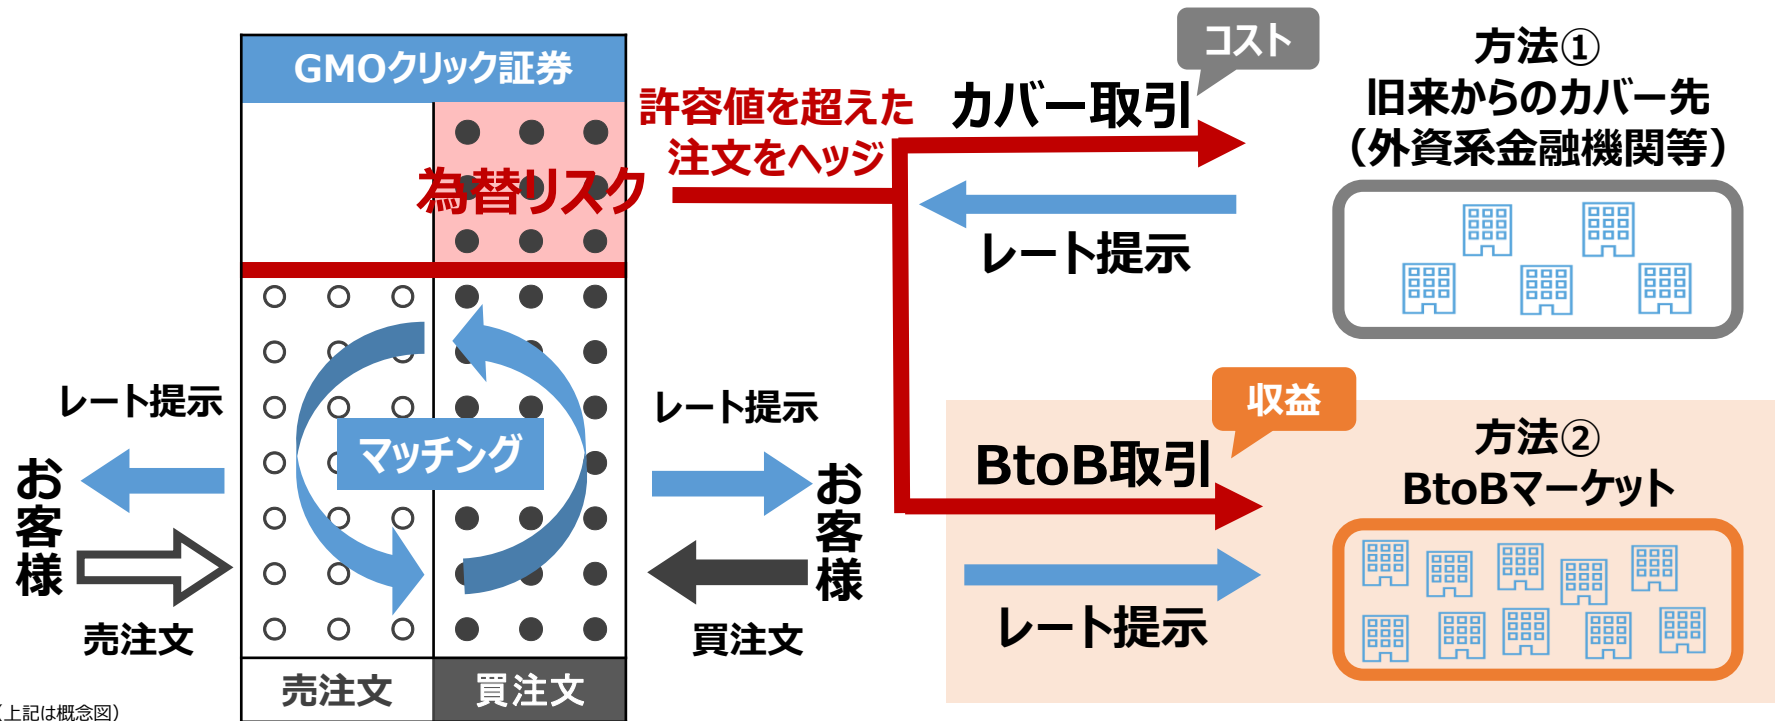 GMOクリック証券
為替リスク
許容値を超えた
注文をヘッジ
マッチング
レート提示
お客様
売注文
レート提示
お客様
買注文
売注文
買注文
カバー取引
コスト
レート提示
方法①
旧来からのカバー先
（外資系金融機関等）
BtoB取引
収益
レート提示
方法②
BtoBマーケット
（上記は概念図）